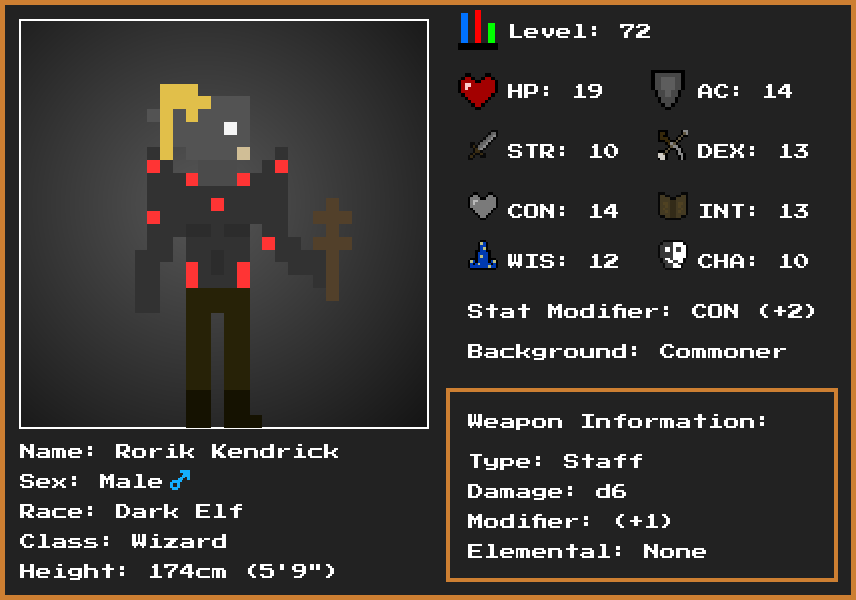 Level: 72
HP: 19
AC: 14
STR: 10
DEX: 13
CON: 14
INT: 13
WIS: 12
CHA: 10
Stat Modifier: CON (+2)
Background: Commoner
Weapon Information:
Type: Staff
Damage: d6
Modifier: (+1)
Elemental: None
Name: Rorik Kendrick
Sex: Male♂
Race: Dark Elf
Class: Wizard
Height: 174cm (5'9")